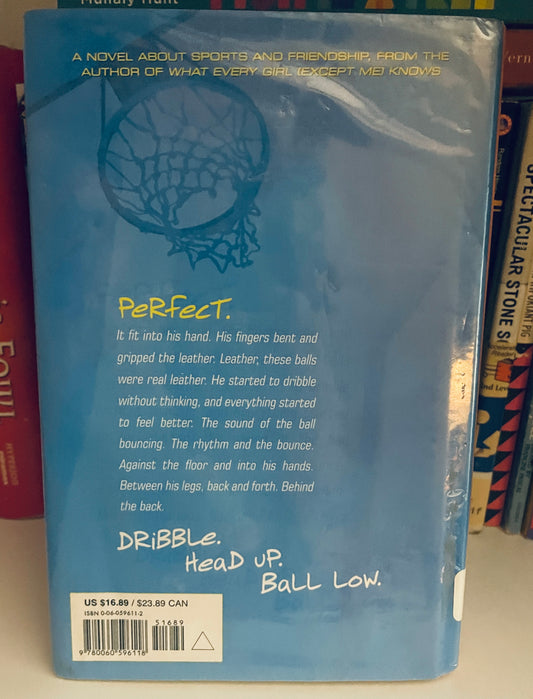 Mullaly Hunt
A NOVEL ABOUT SPORTS AND FRIENDSHIP, FROM THE
AUTHOR OF WHAT EVERY GIRL (EXCEPT ME) KNOWS
PeRfecT.
It fit into his hand. His fingers bent and
gripped the leather. Leather, these balls
were real leather. He started to dribble
without thinking, and everything started
to feel better. The sound of the ball
bouncing. The rhythm and the bounce.
Against the floor and into his hands.
Between his legs, back and forth. Behind
the back.
DRiBBLe.
HeaD uP.
BaLL Low.
US $16.89 / $23.89 CAN
ISBN 0-06-059611-2
51689
9 780060 596118
FOWL
SPECTACULAR STONE